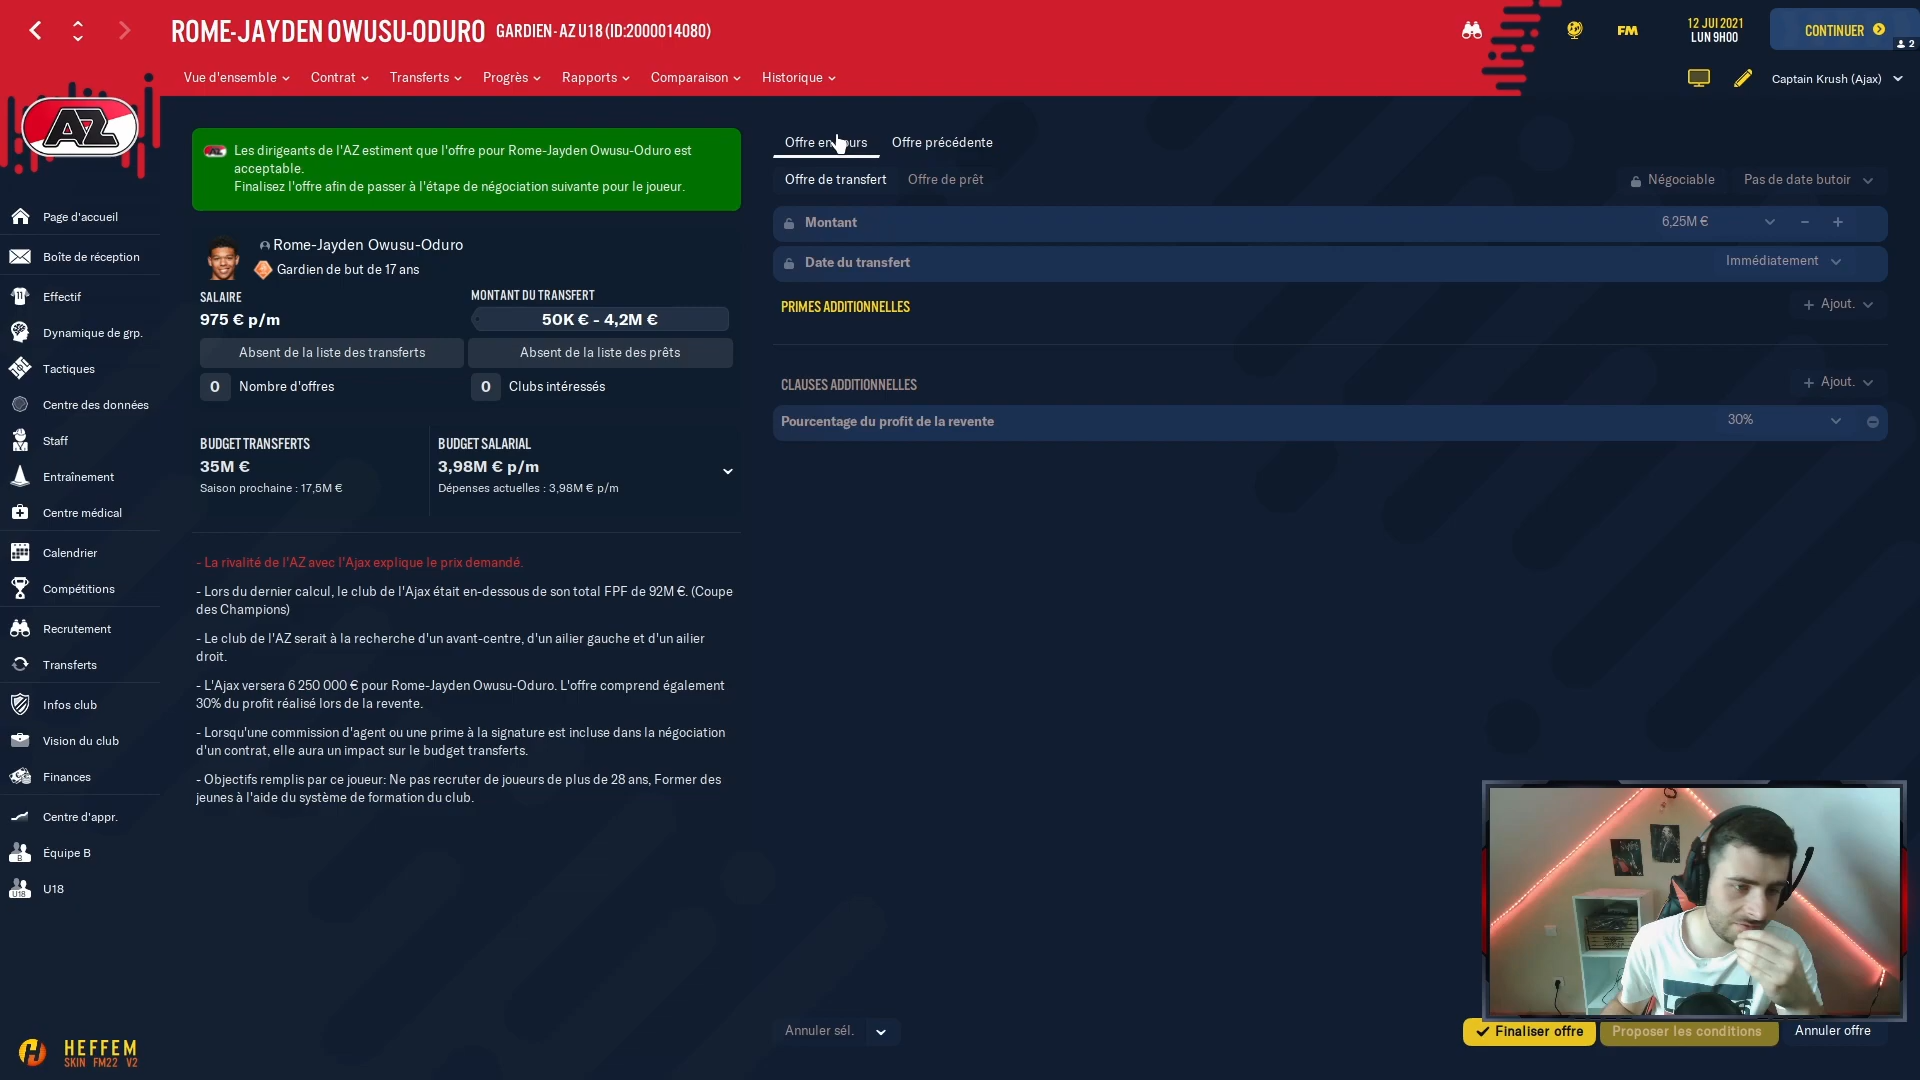 ROME-JAYDEN OWUSU-ODURO GARDIEN - AZ U18 (ID:2000014080)
FM
12 JUI 2021
LUN 9H00
CONTINUER
2
Vue d'ensemble
Contrat
Transferts
Progrès
Rapports
Comparaison
Historique
Captain Krush (Ajax)
AZ
Page d'accueil
Boîte de réception
11
Effectif
Dynamique de grp.
Tactiques
Centre des données
Staff
Entraînement
Centre médical
Calendrier
Compétitions
Recrutement
Transferts
Infos club
Vision du club
Finances
Centre d'appr.
B
Équipe B
U18
U18
HEFFEM
SKIN FM22 V2
Les dirigeants de l'AZ estiment que l'offre pour Rome-Jayden Owusu-Oduro est
acceptable.
Finalisez l'offre afin de passer à l'étape de négociation suivante pour le joueur.
Rome-Jayden Owusu-Oduro
Gardien de but de 17 ans
SALAIRE
975 € p/m
MONTANT DU TRANSFERT
50K € - 4,2M €
Absent de la liste des transferts
Absent de la liste des prêts
0 Nombre d'offres
0 Clubs intéressés
BUDGET TRANSFERTS
35M €
Saison prochaine : 17,5M €
BUDGET SALARIAL
3,98M € p/m
Dépenses actuelles : 3,98M € p/m
- La rivalité de l'AZ avec l'Ajax explique le prix demandé.
- Lors du dernier calcul, le club de l'Ajax était en-dessous de son total FPF de 92M €. (Coupe
des Champions)
- Le club de l'AZ serait à la recherche d'un avant-centre, d'un ailier gauche et d'un ailier
droit.
- L'Ajax versera 6 250 000 € pour Rome-Jayden Owusu-Oduro. L'offre comprend également
30% du profit réalisé lors de la revente.
- Lorsqu'une commission d'agent ou une prime à la signature est incluse dans la négociation
d'un contrat, elle aura un impact sur le budget transferts.
- Objectifs remplis par ce joueur: Ne pas recruter de joueurs de plus de 28 ans, Former des
jeunes à l'aide du système de formation du club.
Offre en cours
Offre précédente
Offre de transfert
Offre de prêt
Négociable
Pas de date butoir
Montant
6,25M €
Date du transfert
Immédiatement
PRIMES ADDITIONNELLES
+ Ajout.
CLAUSES ADDITIONNELLES
+ Ajout.
Pourcentage du profit de la revente
30%
Annuler sél.
Finaliser offre
Proposer les conditions
Annuler offre